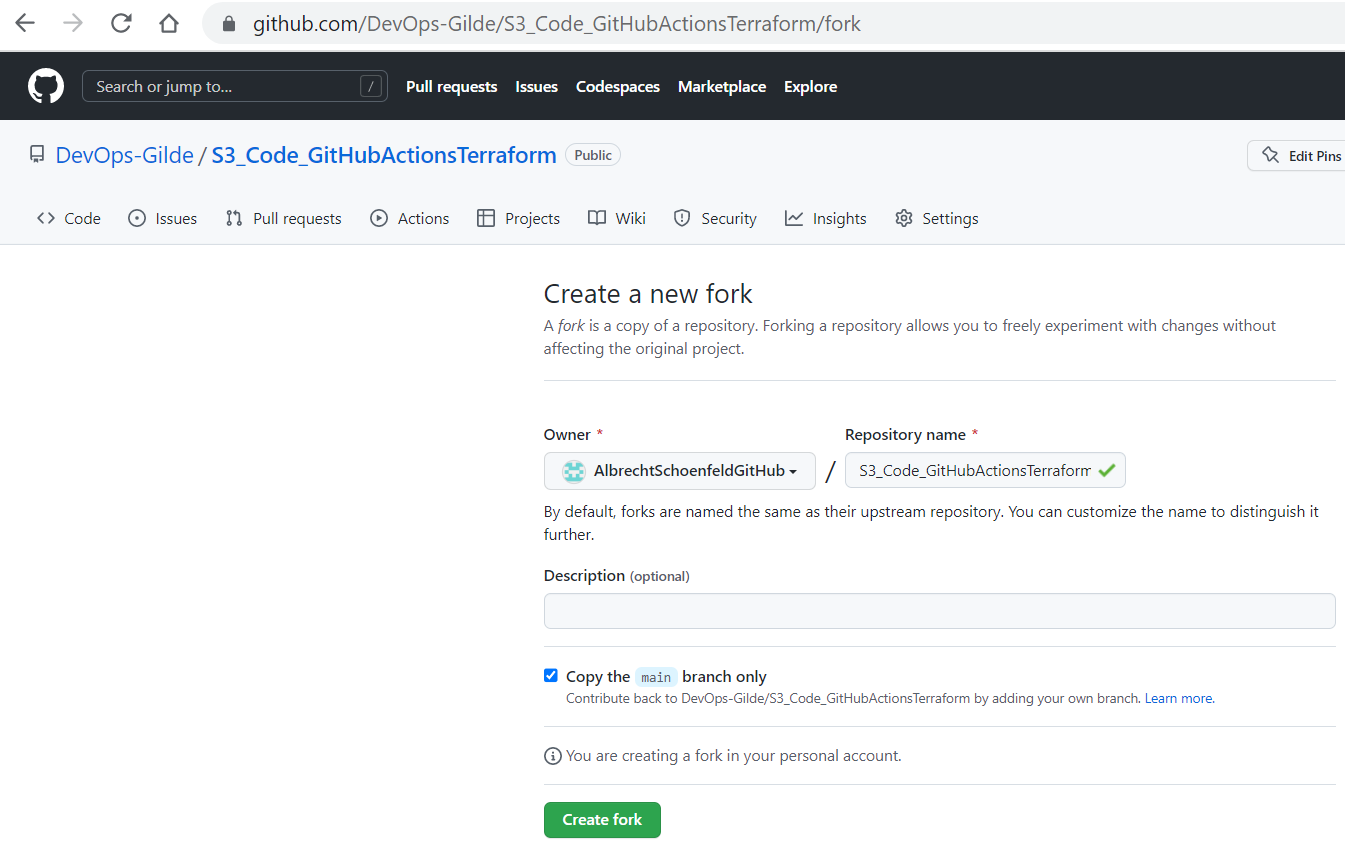 github.com/DevOps-Gilde/S3_Code_GitHubActionsTerraform/fork
Search or jump to... / Pull requests Issues Codespaces Marketplace Explore
DevOps-Gilde / S3_Code_GitHubActionsTerraform Public Edit Pins
Code Issues Pull requests Actions Projects Wiki Security Insights Settings
Create a new fork
A fork is a copy of a repository. Forking a repository allows you to freely experiment with changes without
affecting the original project.
Owner * Repository name *
AlbrechtSchoenfeldGitHub / S3_Code_GitHubActionsTerraform
By default, forks are named the same as their upstream repository. You can customize the name to distinguish it
further.
Description (optional)
Copy the main branch only
Contribute back to DevOps-Gilde/S3_Code_GitHubActionsTerraform by adding your own branch. Learn more.
You are creating a fork in your personal account.
Create fork